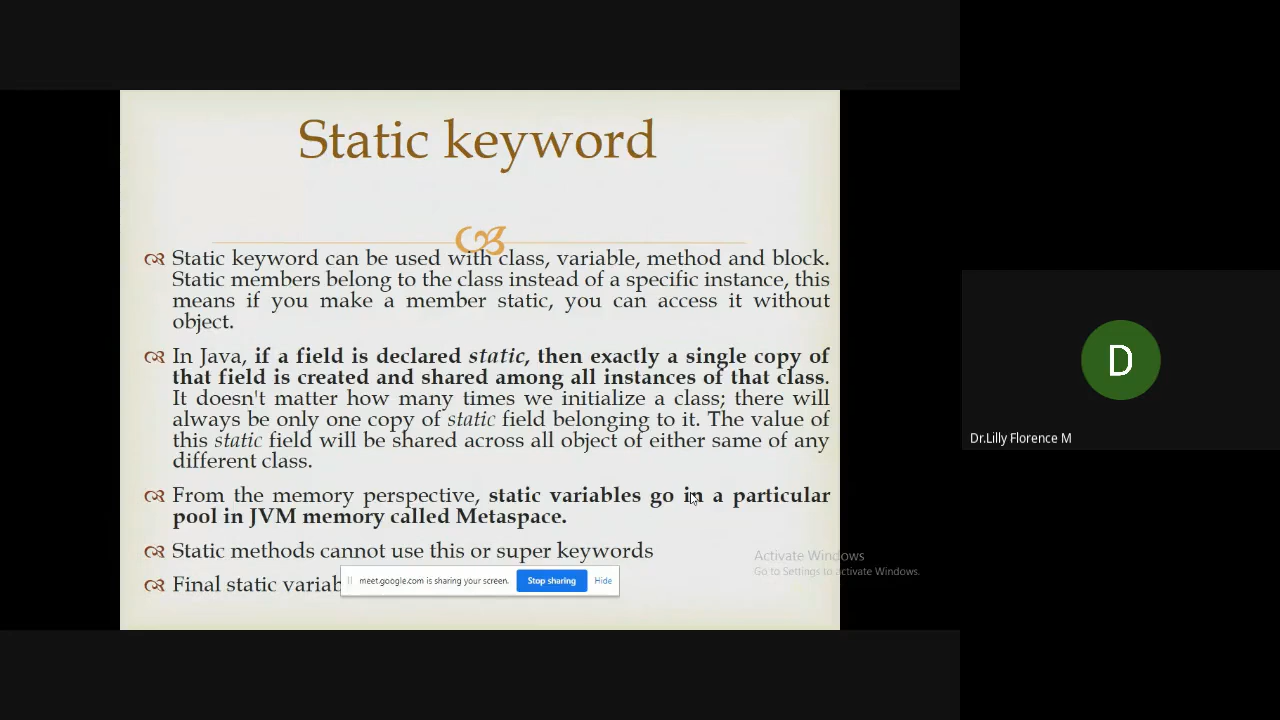 Static keyword
Static keyword can be used with class, variable, method and block.
Static members belong to the class instead of a specific instance, this
means if you make a member static, you can access it without
object.
In Java, if a field is declared static, then exactly a single copy of
that field is created and shared among all instances of that class.
It doesn't matter how many times we initialize a class; there will
always be only one copy of static field belonging to it. The value of
this static field will be shared across all object of either same of any
different class.
From the memory perspective, static variables go in a particular
pool in JVM memory called Metaspace.
Static methods cannot use this or super keywords
Final static
meet.google.com is sharing your screen.
Stop sharing
Hide
Activate Windows
Go to Settings to activate Windows.
D
Dr.Lilly Florence M